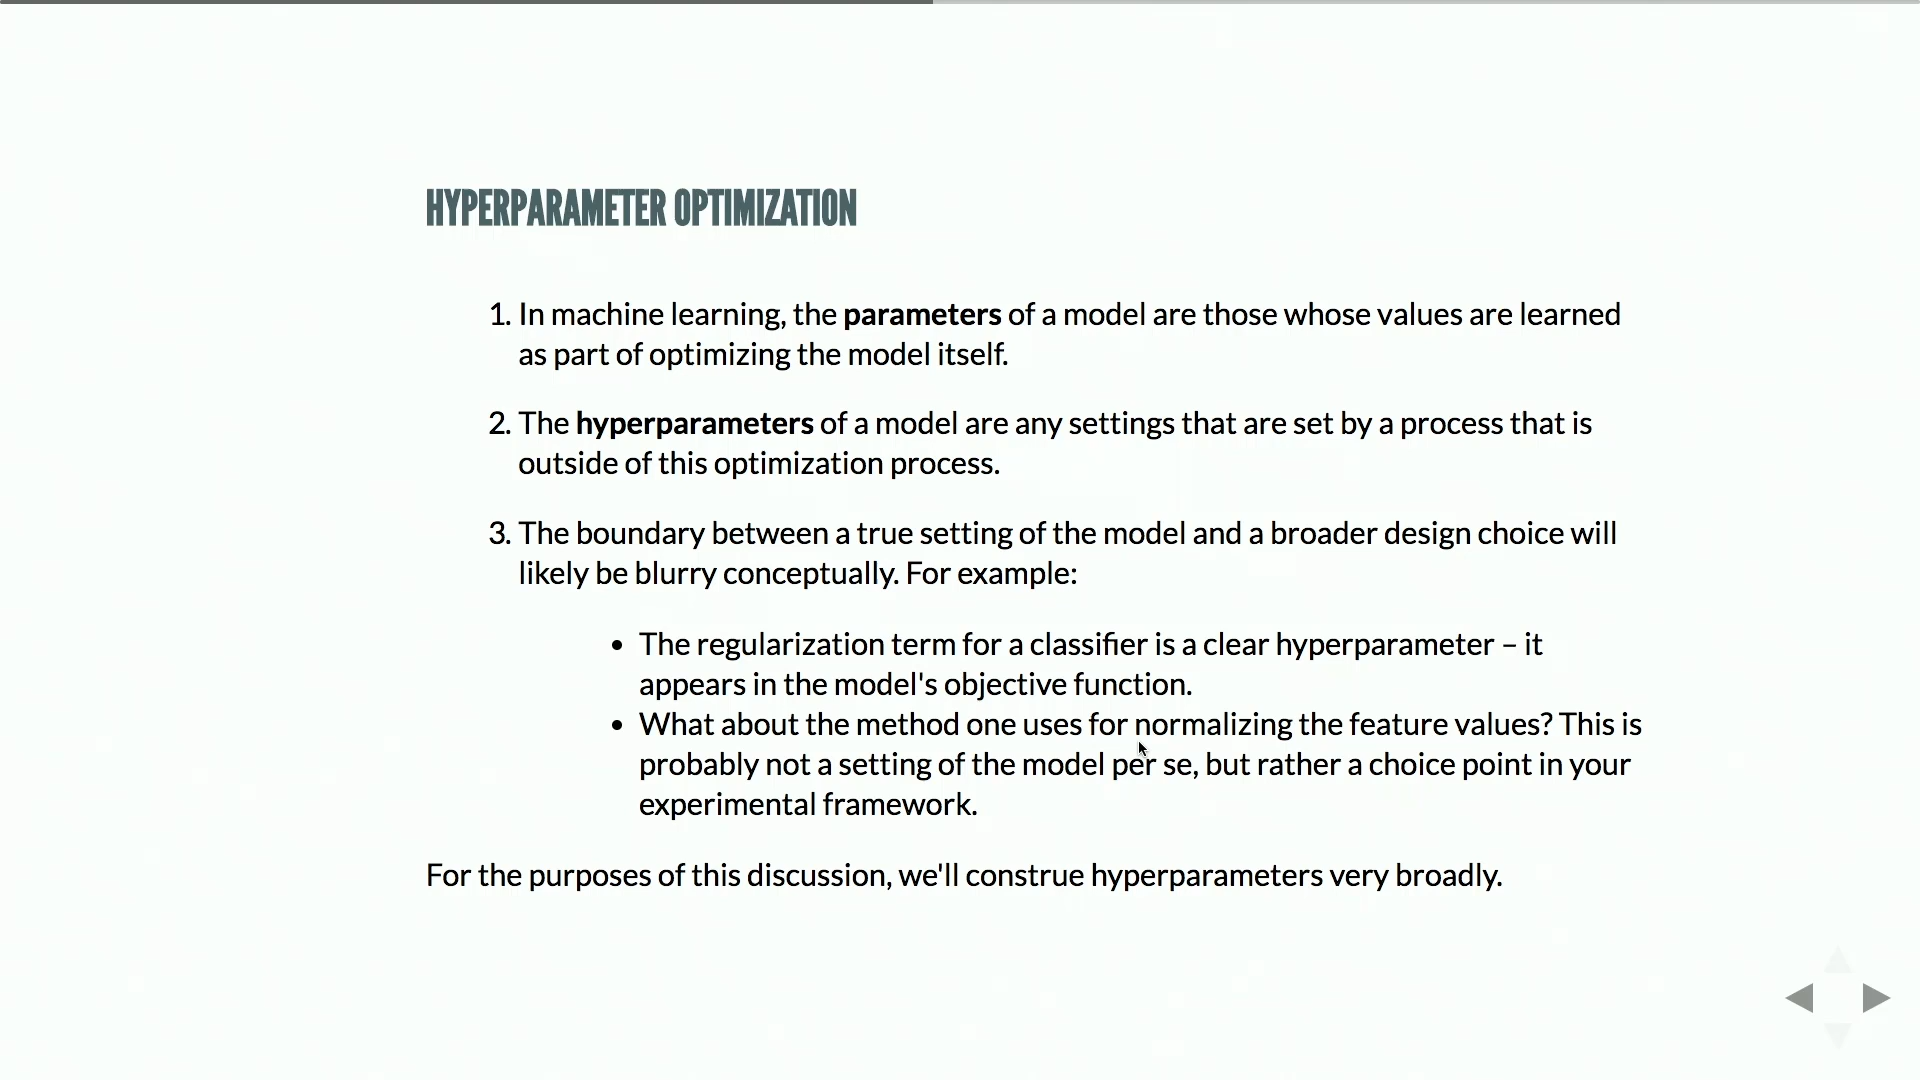 HYPERPARAMETER OPTIMIZATION
1. In machine learning, the parameters of a model are those whose values are learned
as part of optimizing the model itself.
2. The hyperparameters of a model are any settings that are set by a process that is
outside of this optimization process.
3. The boundary between a true setting of the model and a broader design choice will
likely be blurry conceptually. For example:
• The regularization term for a classifier is a clear hyperparameter – it
appears in the model's objective function.
• What about the method one uses for normalizing the feature values? This is
probably not a setting of the model per se, but rather a choice point in your
experimental framework.
For the purposes of this discussion, we'll construe hyperparameters very broadly.